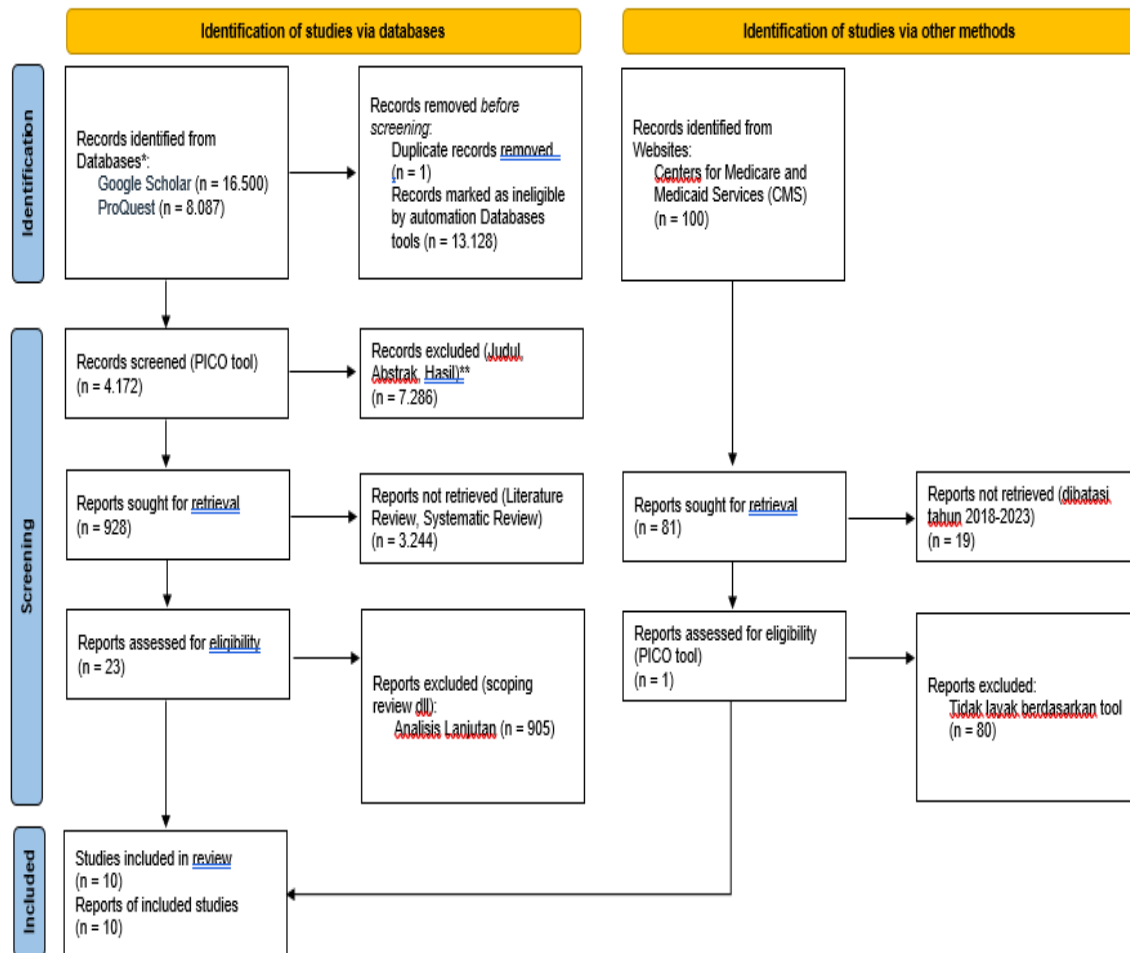 Identification of studies via databases
Identification of studies via other methods
Identification
Records identified from
Databases*:
Google Scholar (n = 16.500)
ProQuest (n = 8.087)
Records removed before
screening:
Duplicate records removed
(n = 1)
Records marked as ineligible
by automation Databases
tools (n = 13.128)
Records identified from
Websites:
Centers for Medicare and
Medicaid Services (CMS)
(n = 100)
Screening
Records screened (PICO tool)
(n = 4.172)
Records excluded (Judul,
Abstrak, Hasil)**
(n = 7.286)
Reports sought for retrieval
(n = 928)
Reports not retrieved (Literature
Review, Systematic Review)
(n = 3.244)
Reports sought for retrieval
(n = 81)
Reports not retrieved (dibatasi
tahun 2018-2023)
(n = 19)
Reports assessed for eligibility
(n = 23)
Reports excluded (scoping
review dll):
Analisis Lanjutan (n = 905)
Reports assessed for eligibility
(PICO tool)
(n = 1)
Reports excluded:
Tidak layak berdasarkan tool
(n = 80)
Included
Studies included in review
(n = 10)
Reports of included studies
(n = 10)